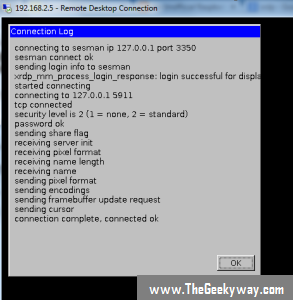 192.168.2.5 - Remote Desktop Connection
Connection Log
connecting to sesman ip 127.0.0.1 port 3350
sesman connect ok
sending login info to sesman
xrdp_mm_process_login_response: login successful for displa
started connecting
connecting to 127.0.0.1 5911
tcp connected
security level is 2 (1 = none, 2 = standard)
password ok
sending share flag
receiving server init
receiving pixel format
receiving name length
receiving name
sending pixel format
sending encodings
sending framebuffer update request
sending cursor
connection complete, connected ok
OK
www.TheGeekyway.com